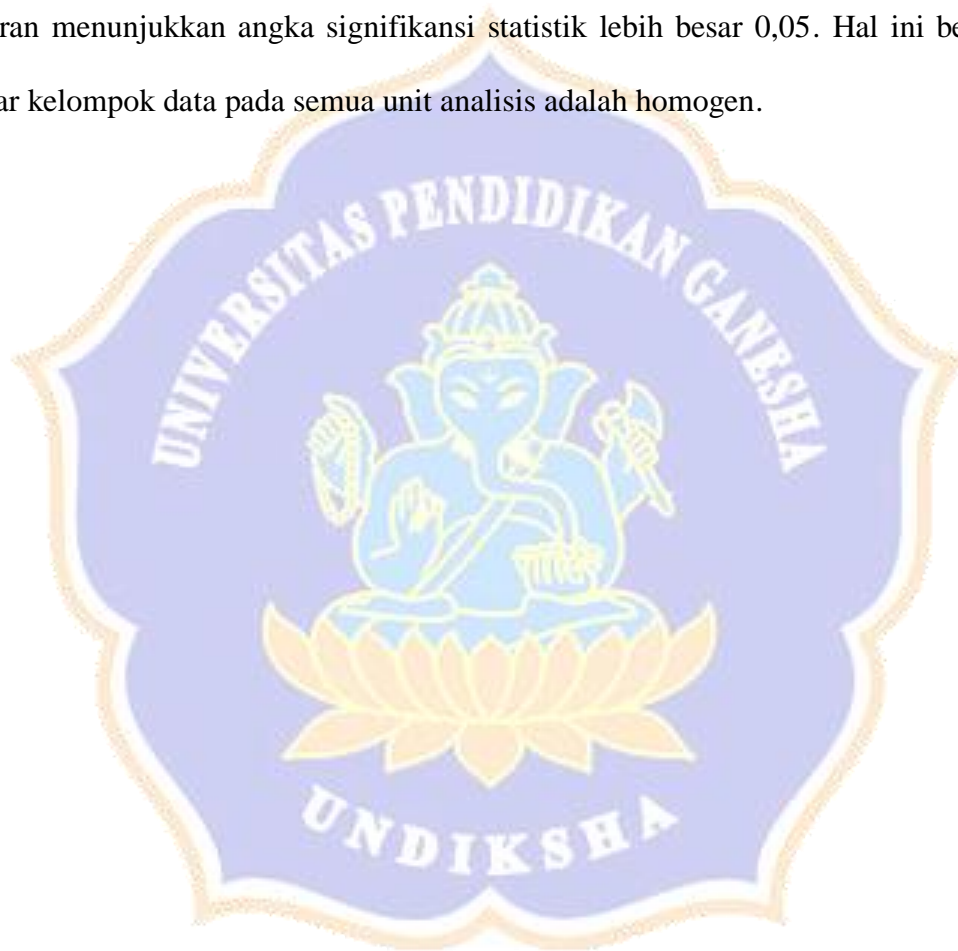 ran menunjukkan angka signifikansi statistik lebih besar 0,05. Hal ini be
ar kelompok data pada semua unit analisis adalah homogen.
UNIVERSITAS PENDIDIKAN GANESHA
UNDIKSHA